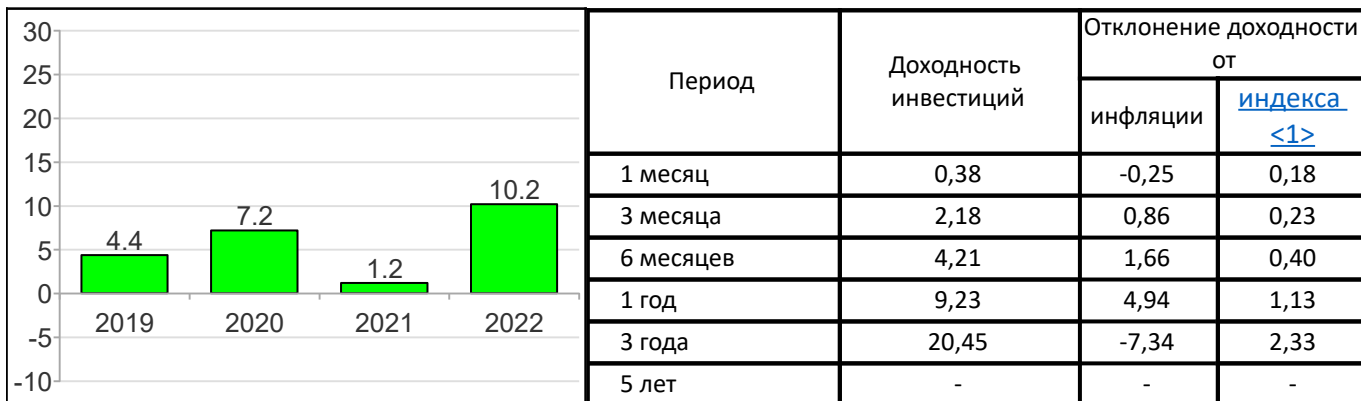 30
25
20
15
10
5
0
-5
-10
4.4
7.2
1.2
10.2
2019 2020 2021 2022
Период
Доходность
инвестиций
Отклонение доходности
от
инфляции
индекса
<1>
1 месяц 0,38 -0,25 0,18
3 месяца 2,18 0,86 0,23
6 месяцев 4,21 1,66 0,40
1 год 9,23 4,94 1,13
3 года 20,45 -7,34 2,33
5 лет - - -